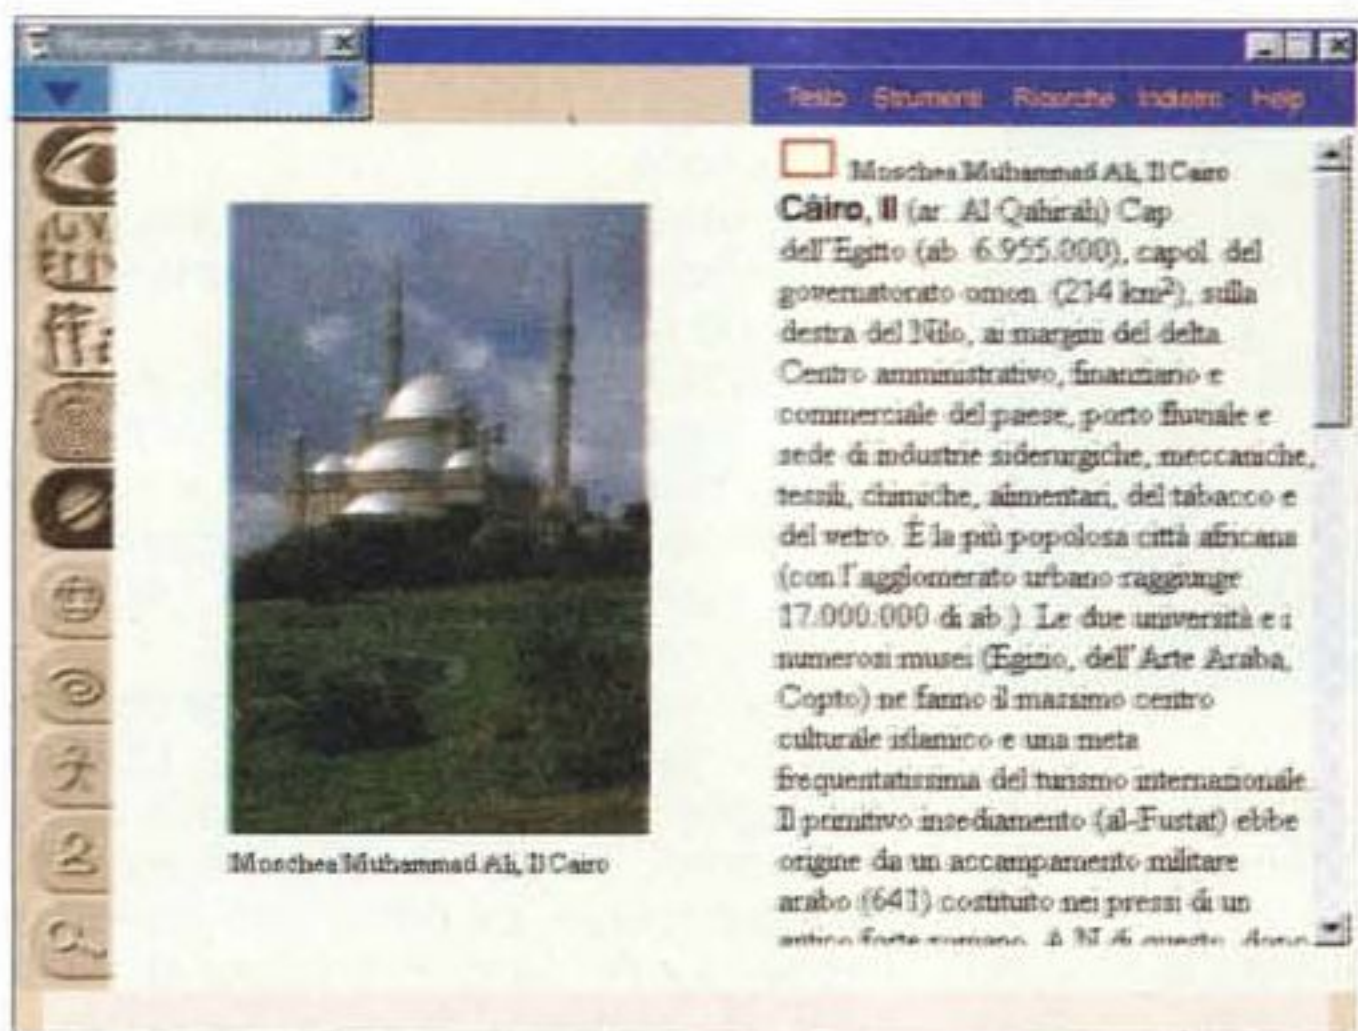 Testo Strumenti Ricerche Indietro Help
Moschea Muhammad Ali, Il Cairo
Càiro, Il (ar. Al Qahirah) Cap.
dell'Egitto (ab. 6.955.000), capol. del
governatorato omon. (214 km²), sulla
destra del Nilo, ai margini del delta.
Centro amministrativo, finanziario e
commerciale del paese, porto fluviale e
sede di industrie siderurgiche, meccaniche,
tessili, chimiche, alimentari, del tabacco e
del vetro. È la più popolosa città africana
(con l'agglomerato urbano raggiunge
17.000.000 di ab.). Le due università e i
numerosi musei (Egizio, dell'Arte Araba,
Copto) ne fanno il massimo centro
culturale islamico e una meta
frequentatissima del turismo internazionale.
Il primitivo insediamento (al-Fustat) ebbe
origine da un accampamento militare
arabo (641) costituito nei pressi di un
antico forte romano. A N di questo, dopo
Moschea Muhammad Ali, Il Cairo